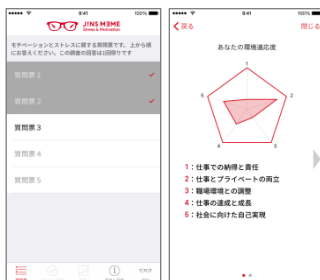 9:41
100%
JINS MEME
Stress & Motivation
モチベーションとストレスに関する質問票です。 上から順
にお答えください。この調査の回答は1回限りです
質問票 1
質問票 2
質問票 3
質問票 4
質問票 5
9:41
100%
戻る
閉じる
あなたの環境適応度
1
2
3
4
5
1：仕事での納得と責任
2：仕事とプライベートの両立
3：職場環境との調整
4：仕事の達成と成長
5：社会に向けた自己実現